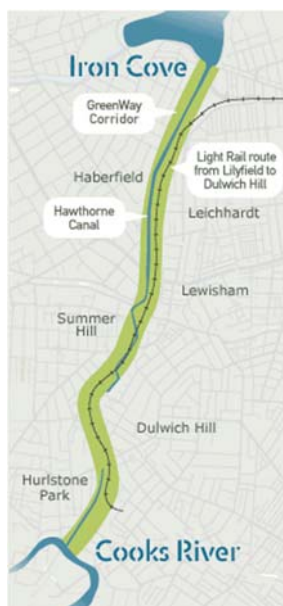 Iron Cove
GreenWay
Corridor
Light Rail route
from Lilyfield to
Dulwich Hill
Haberfield
Hawthorne
Canal
Leichhardt
Lewisham
Summer
Hill
Dulwich Hill
Hurlstone
Park
Cooks River